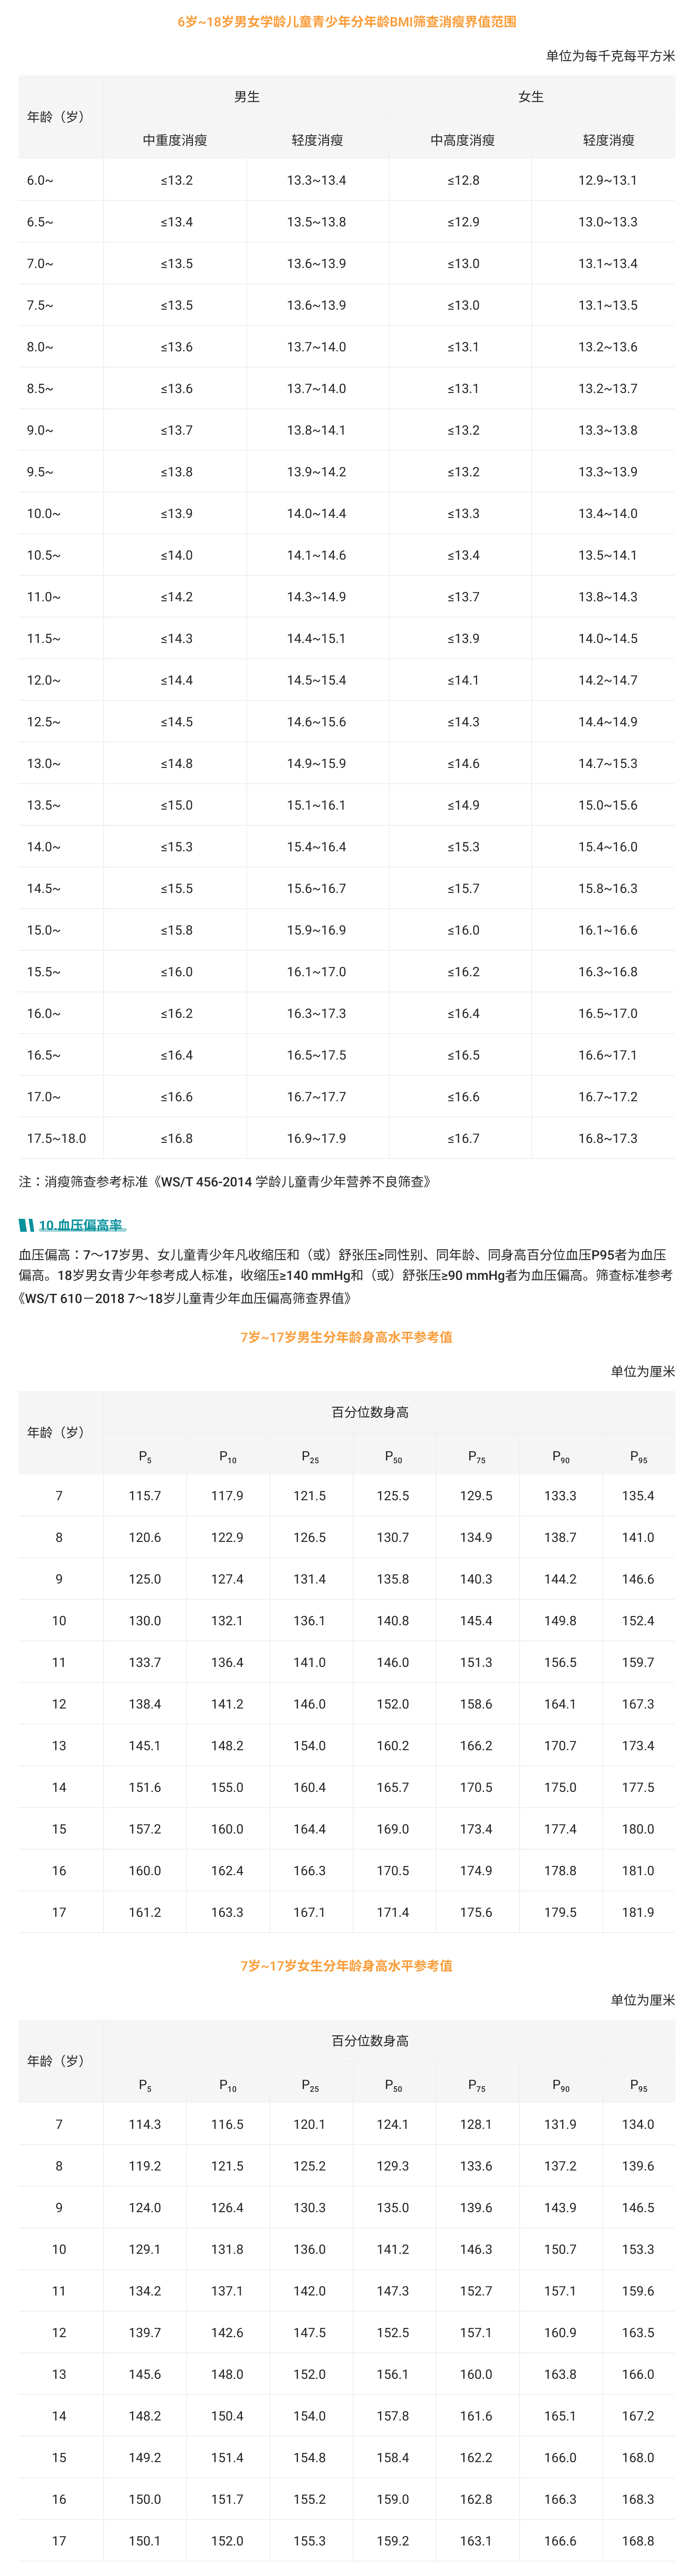 6岁~18岁男女学龄儿童青少年分年龄BMI筛查消瘦界值范围
单位为每千克每平方米
年龄（岁） 男生 女生
中重度消瘦 轻度消瘦 中高度消瘦 轻度消瘦
6.0~ ≤13.2 13.3~13.4 ≤12.8 12.9~13.1
6.5~ ≤13.4 13.5~13.8 ≤12.9 13.0~13.3
7.0~ ≤13.5 13.6~13.9 ≤13.0 13.1~13.4
7.5~ ≤13.5 13.6~13.9 ≤13.0 13.1~13.5
8.0~ ≤13.6 13.7~14.0 ≤13.1 13.2~13.6
8.5~ ≤13.6 13.7~14.0 ≤13.1 13.2~13.7
9.0~ ≤13.7 13.8~14.1 ≤13.2 13.3~13.8
9.5~ ≤13.8 13.9~14.2 ≤13.2 13.3~13.9
10.0~ ≤13.9 14.0~14.4 ≤13.3 13.4~14.0
10.5~ ≤14.0 14.1~14.6 ≤13.4 13.5~14.1
11.0~ ≤14.2 14.3~14.9 ≤13.7 13.8~14.3
11.5~ ≤14.3 14.4~15.1 ≤13.9 14.0~14.5
12.0~ ≤14.4 14.5~15.4 ≤14.1 14.2~14.7
12.5~ ≤14.5 14.6~15.6 ≤14.3 14.4~14.9
13.0~ ≤14.8 14.9~15.9 ≤14.6 14.7~15.3
13.5~ ≤15.0 15.1~16.1 ≤14.9 15.0~15.6
14.0~ ≤15.3 15.4~16.4 ≤15.3 15.4~16.0
14.5~ ≤15.5 15.6~16.7 ≤15.7 15.8~16.3
15.0~ ≤15.8 15.9~16.9 ≤16.0 16.1~16.6
15.5~ ≤16.0 16.1~17.0 ≤16.2 16.3~16.8
16.0~ ≤16.2 16.3~17.3 ≤16.4 16.5~17.0
16.5~ ≤16.4 16.5~17.5 ≤16.5 16.6~17.1
17.0~ ≤16.6 16.7~17.7 ≤16.6 16.7~17.2
17.5~18.0 ≤16.8 16.9~17.9 ≤16.7 16.8~17.3
注：消瘦筛查参考标准《WS/T 456-2014 学龄儿童青少年营养不良筛查》
10.血压偏高率
血压偏高：7～17岁男、女儿童青少年凡收缩压和（或）舒张压≥同性别、同年龄、同身高百分位血压P95者为血压
偏高。18岁男女青少年参考成人标准，收缩压≥140 mmHg和（或）舒张压≥90 mmHg者为血压偏高。筛查标准参考
《WS/T 610－2018 7～18岁儿童青少年血压偏高筛查界值》
7岁~17岁男生分年龄身高水平参考值
单位为厘米
年龄（岁） 百分位数身高
P5 P10 P25 P50 P75 P90 P95
7 115.7 117.9 121.5 125.5 129.5 133.3 135.4
8 120.6 122.9 126.5 130.7 134.9 138.7 141.0
9 125.0 127.4 131.4 135.8 140.3 144.2 146.6
10 130.0 132.1 136.1 140.8 145.4 149.8 152.4
11 133.7 136.4 141.0 146.0 151.3 156.5 159.7
12 138.4 141.2 146.0 152.0 158.6 164.1 167.3
13 145.1 148.2 154.0 160.2 166.2 170.7 173.4
14 151.6 155.0 160.4 165.7 170.5 175.0 177.5
15 157.2 160.0 164.4 169.0 173.4 177.4 180.0
16 160.0 162.4 166.3 170.5 174.9 178.8 181.0
17 161.2 163.3 167.1 171.4 175.6 179.5 181.9
7岁~17岁女生分年龄身高水平参考值
单位为厘米
年龄（岁） 百分位数身高
P5 P10 P25 P50 P75 P90 P95
7 114.3 116.5 120.1 124.1 128.1 131.9 134.0
8 119.2 121.5 125.2 129.3 133.6 137.2 139.6
9 124.0 126.4 130.3 135.0 139.6 143.9 146.5
10 129.1 131.8 136.0 141.2 146.3 150.7 153.3
11 134.2 137.1 142.0 147.3 152.7 157.1 159.6
12 139.7 142.6 147.5 152.5 157.1 160.9 163.5
13 145.6 148.0 152.0 156.1 160.0 163.8 166.0
14 148.2 150.4 154.0 157.8 161.6 165.1 167.2
15 149.2 151.4 154.8 158.4 162.2 166.0 168.0
16 150.0 151.7 155.2 159.0 162.8 166.3 168.3
17 150.1 152.0 155.3 159.2 163.1 166.6 168.8